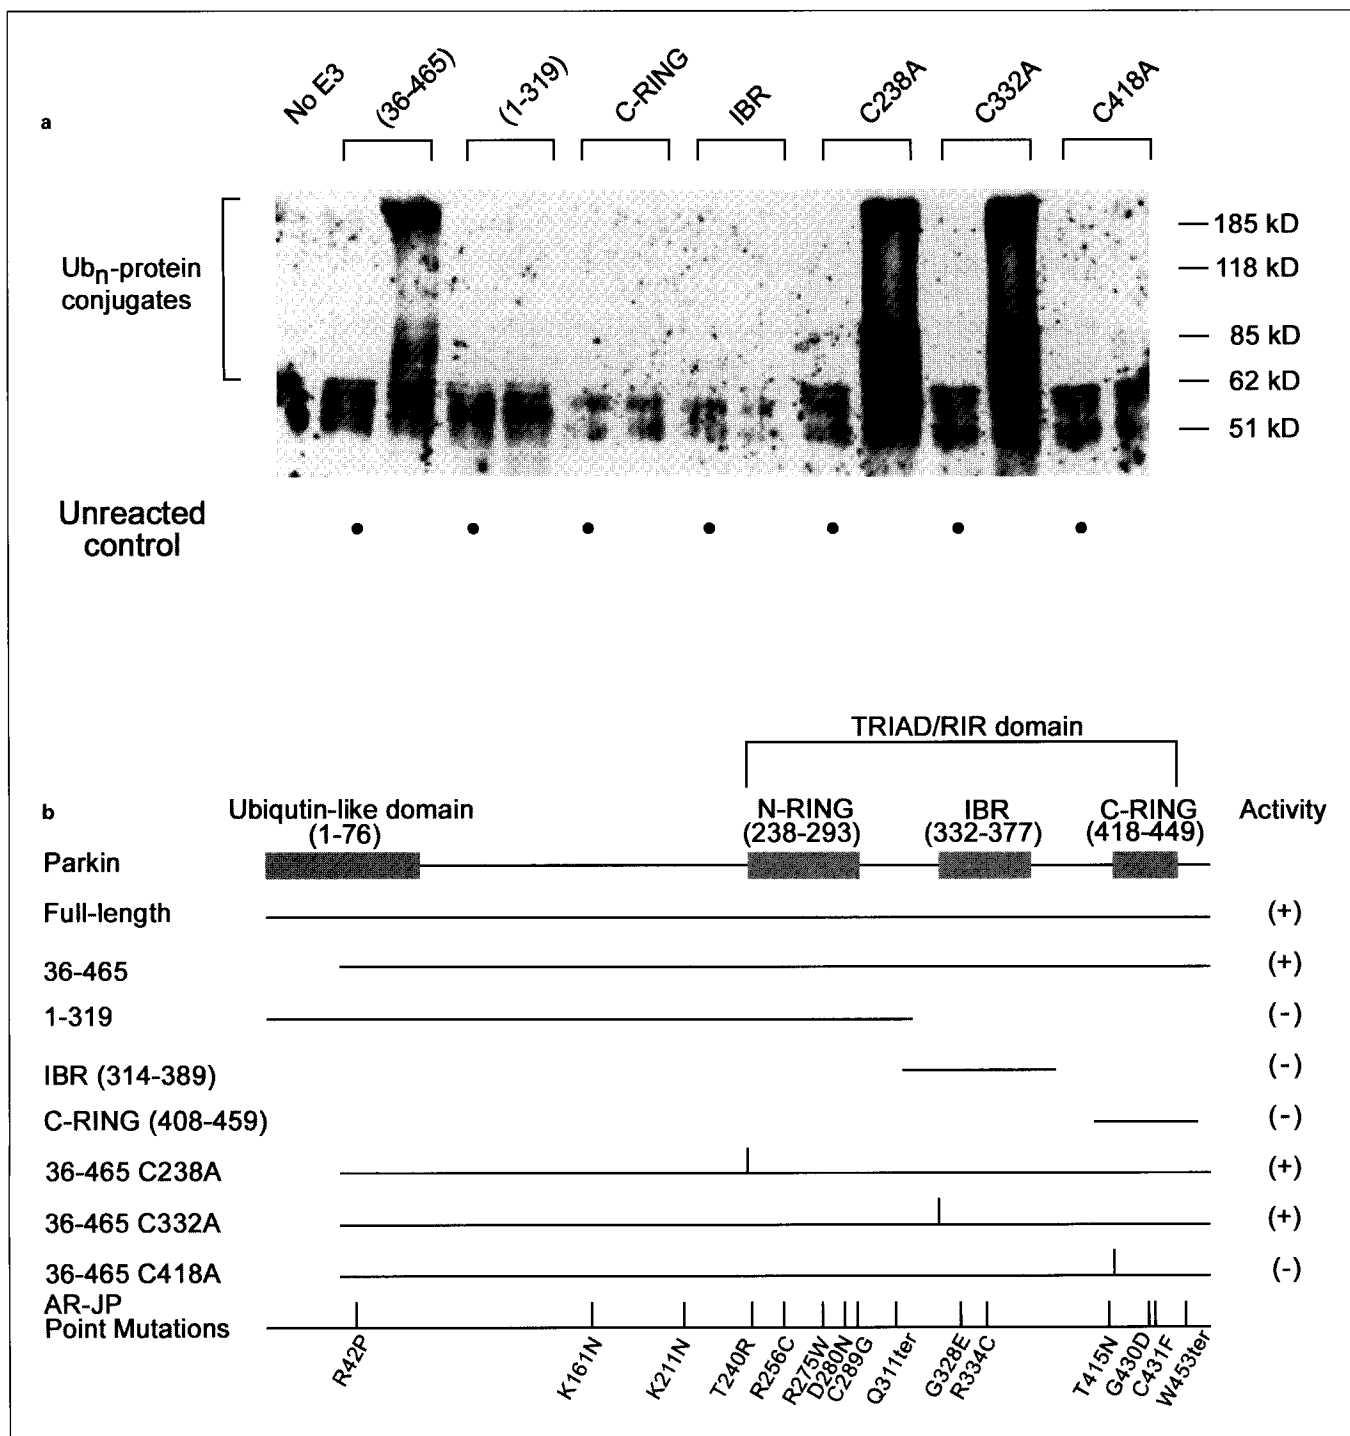 a
No E3
(36-465)
(1-319)
C-RING
IBR
C238A
C332A
C418A
Ubn-protein
conjugates
185 kD
118 kD
85 kD
62 kD
51 kD
Unreacted
control
TRIAD/RIR domain
b
Ubiqutin-like domain
(1-76)
N-RING
(238-293)
IBR
(332-377)
C-RING
(418-449)
Activity
Parkin
Full-length (+)
36-465 (+)
1-319 (-)
IBR (314-389) (-)
C-RING (408-459) (-)
36-465 C238A (+)
36-465 C332A (+)
36-465 C418A (-)
AR-JP
Point Mutations
R42P
K161N
K211N
T240R
R256C
R275W
D280N
C289G
Q311ter
G328E
R334C
T415N
G430D
C431F
W453ter